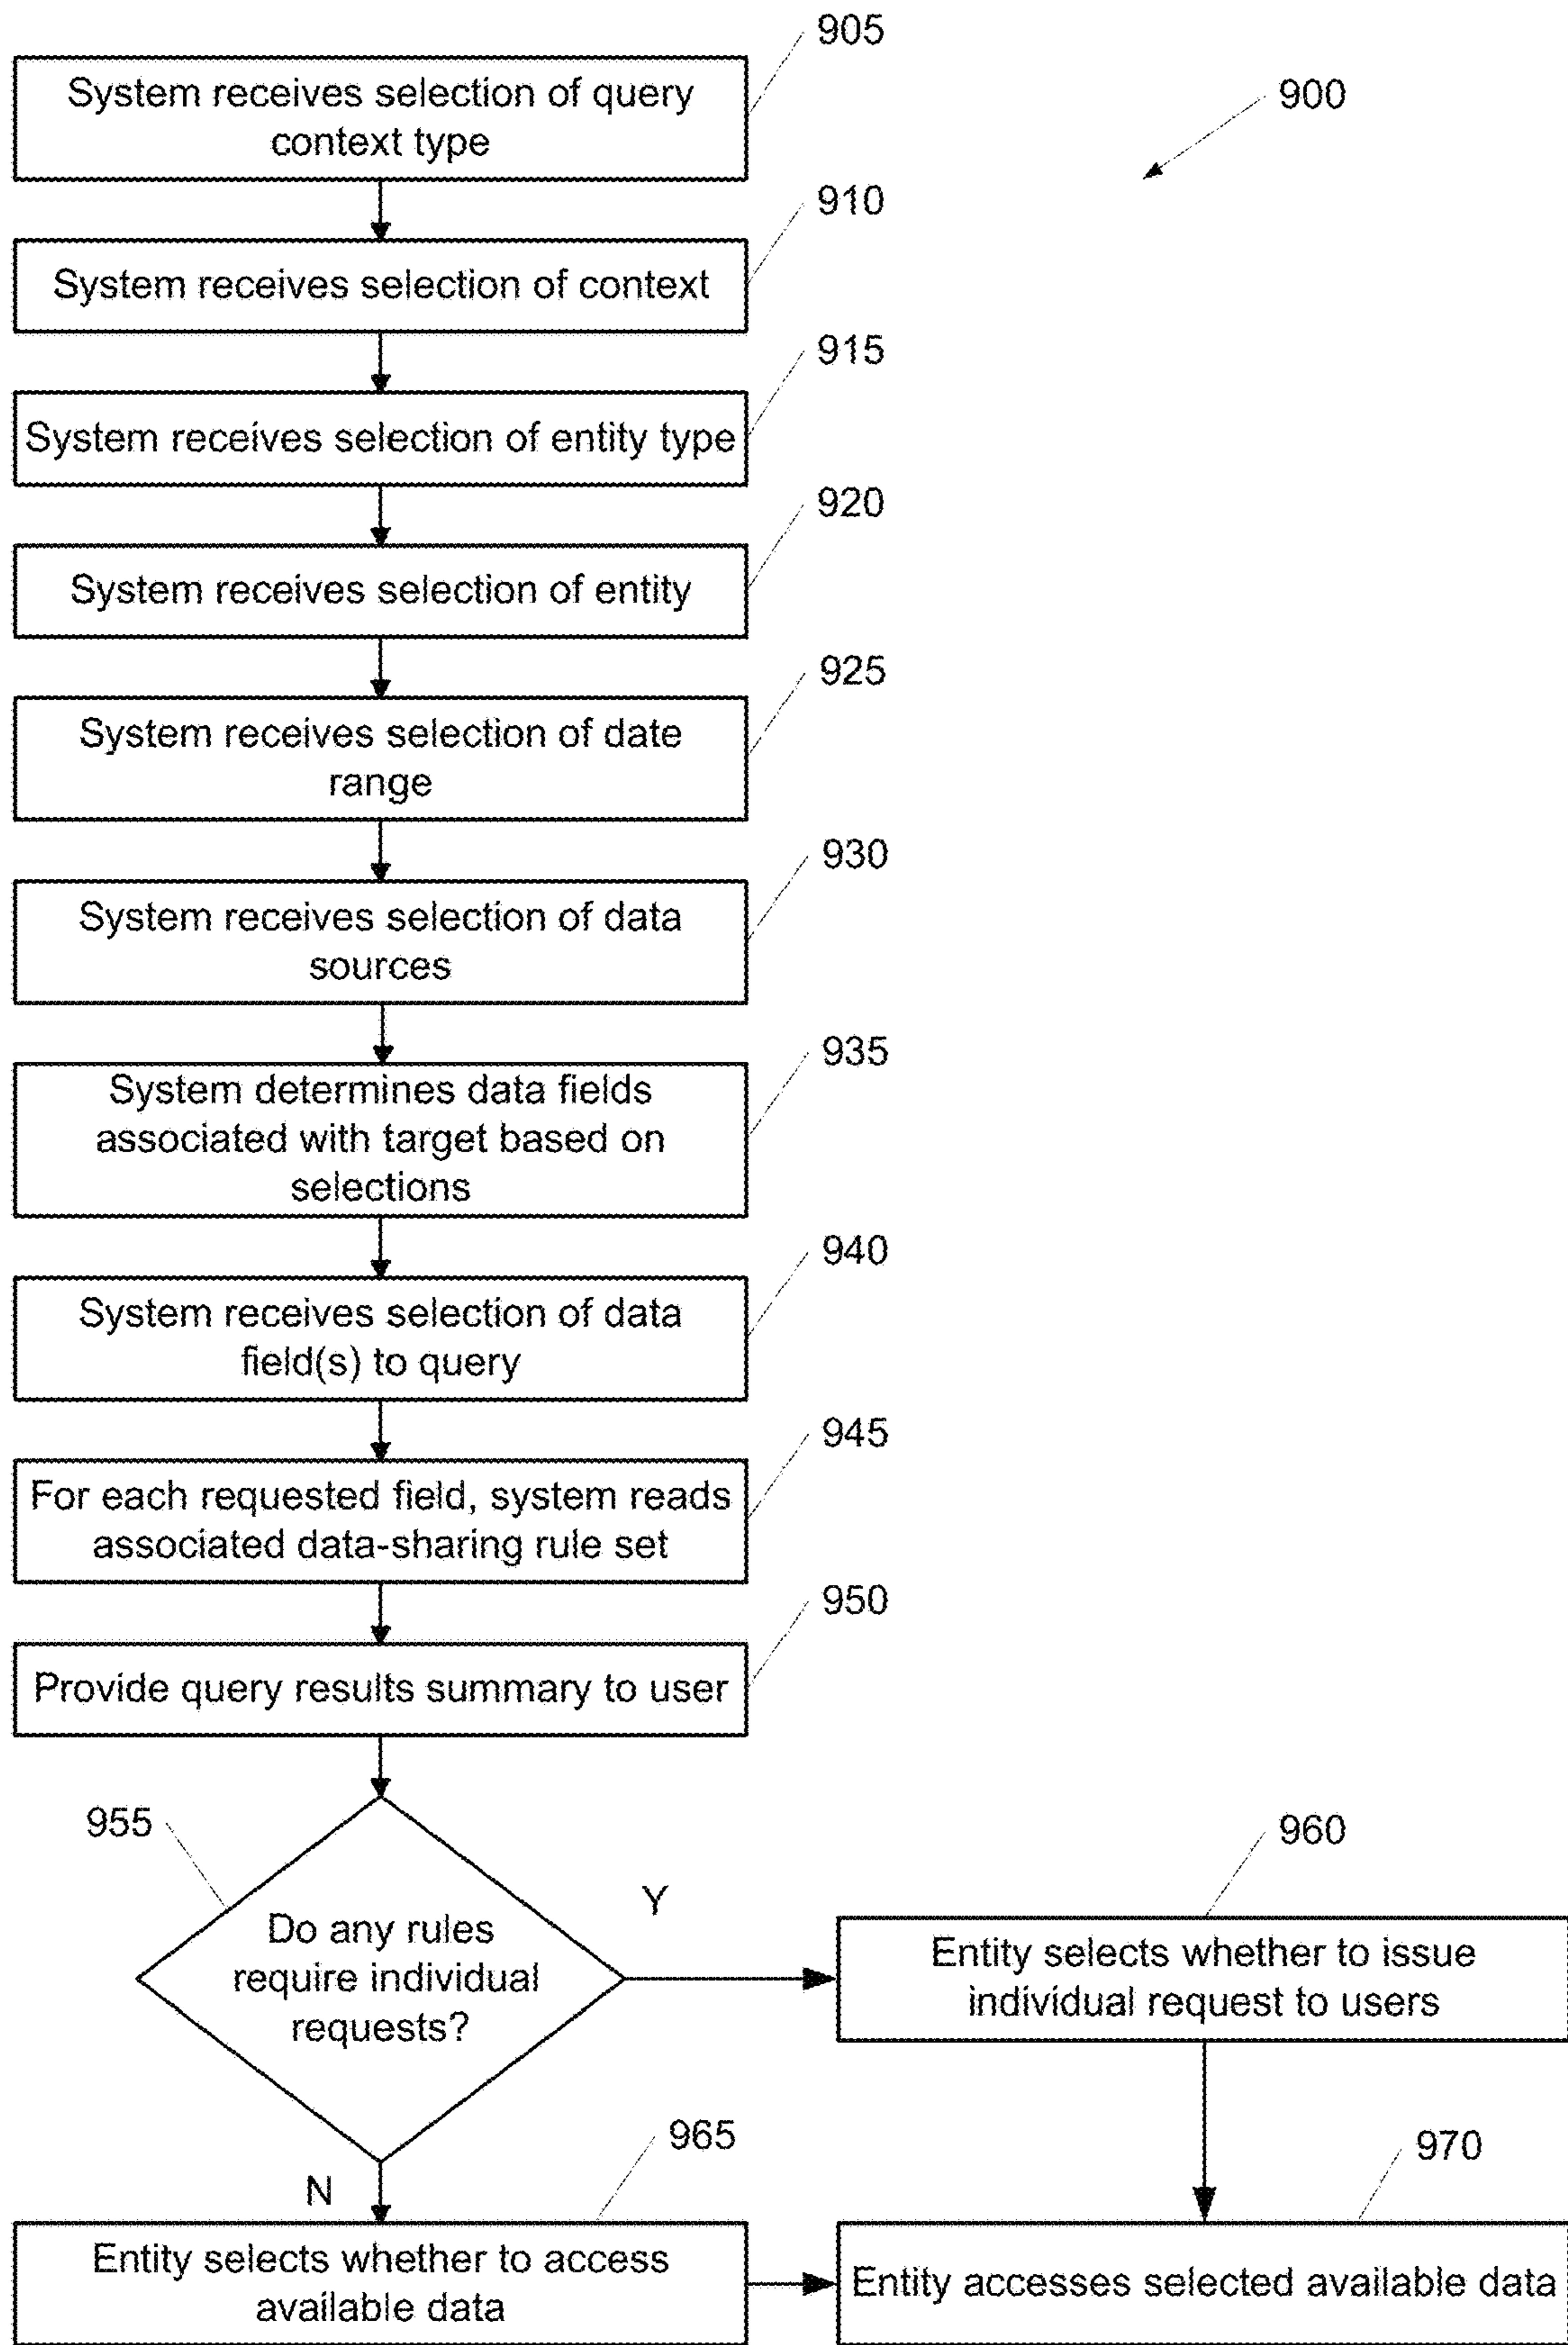 905
System receives selection of query
context type
900
910
System receives selection of context
915
System receives selection of entity type
920
System receives selection of entity
925
System receives selection of date
range
930
System receives selection of data
sources
935
System determines data fields
associated with target based on
selections
940
System receives selection of data
field(s) to query
945
For each requested field, system reads
associated data-sharing rule set
950
Provide query results summary to user
955
Do any rules
require individual
requests?
Y
960
Entity selects whether to issue
individual request to users
N
965
Entity selects whether to access
available data
970
Entity accesses selected available data